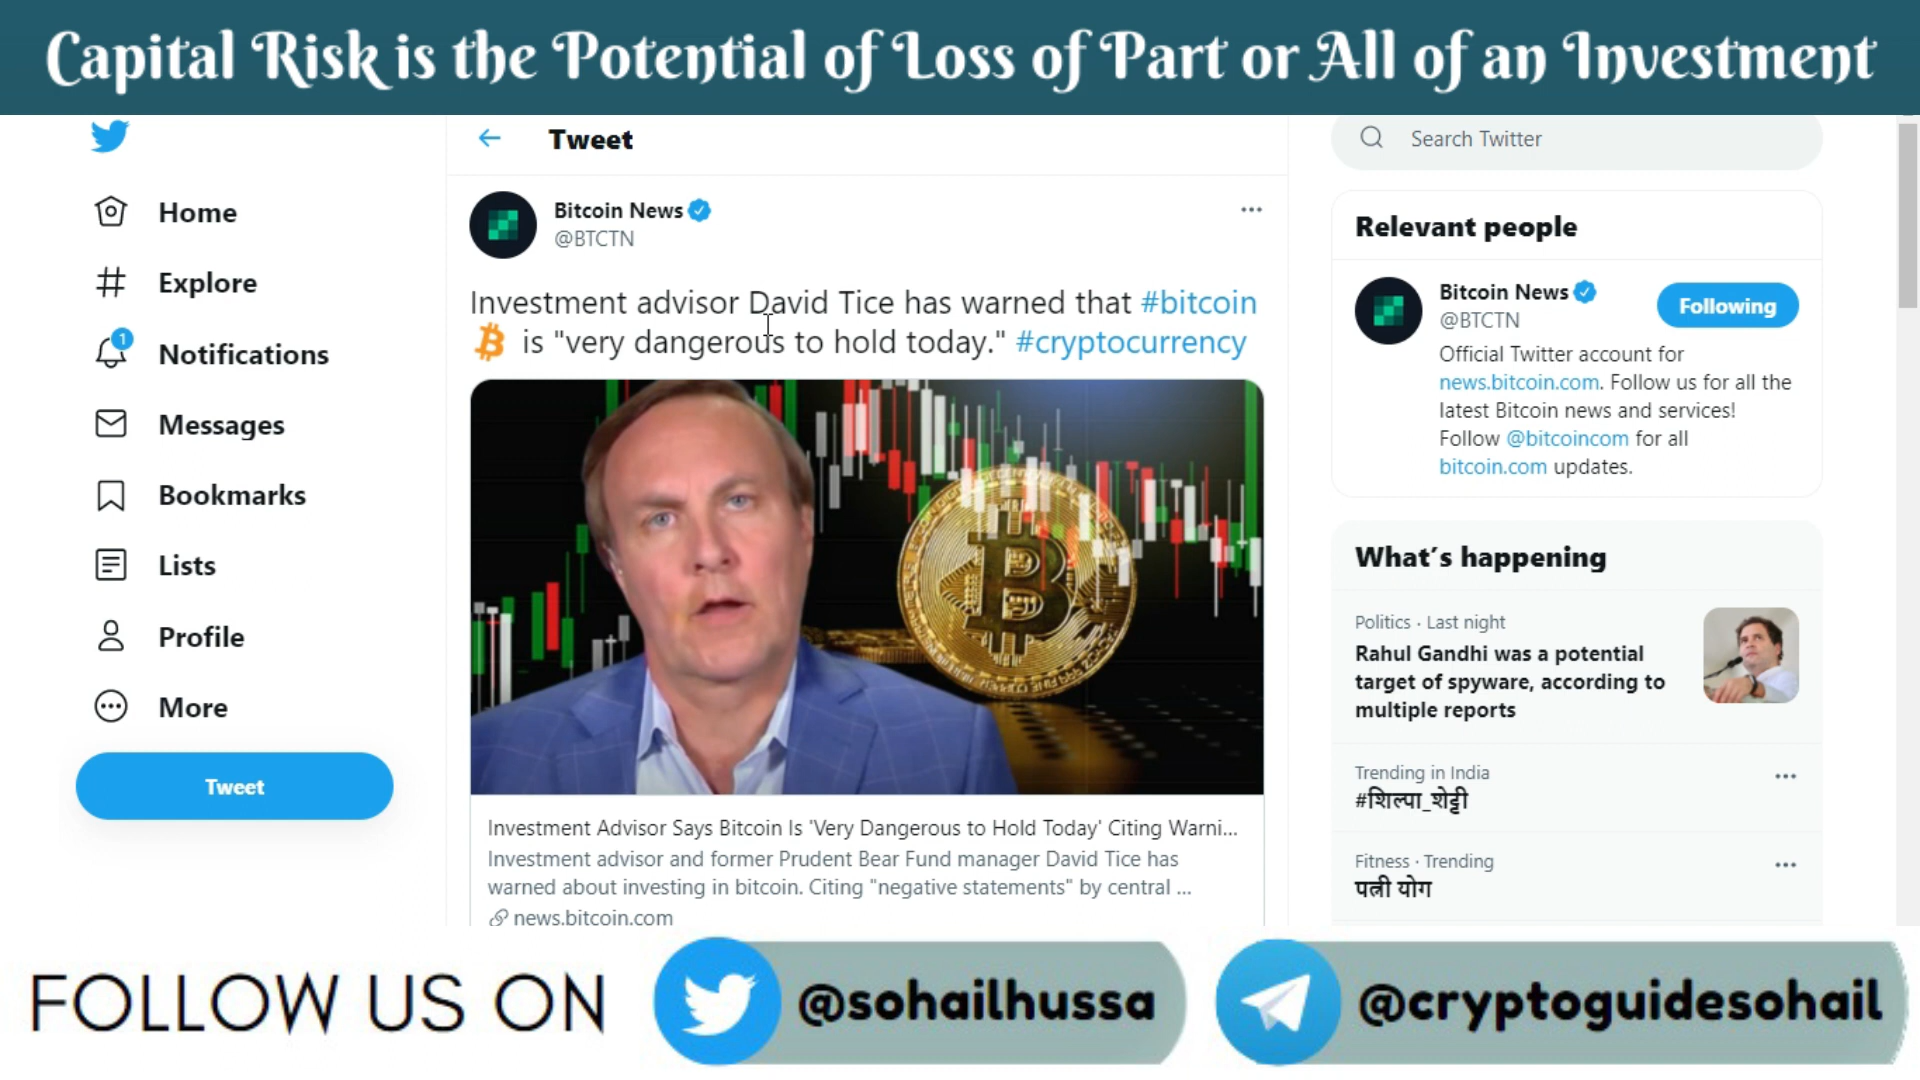 Capital Risk is the Potential of Loss of Part or All of an Investment
Home
Explore
1
Notifications
Messages
Bookmarks
Lists
Profile
More
Tweet
Tweet
Bitcoin News
@BTCTN
Investment advisor David Tice has warned that #bitcoin
is "very dangerous to hold today." #cryptocurrency
Investment Advisor Says Bitcoin Is 'Very Dangerous to Hold Today' Citing Warni...
Investment advisor and former Prudent Bear Fund manager David Tice has
warned about investing in bitcoin. Citing "negative statements" by central ...
news.bitcoin.com
Search Twitter
Relevant people
Bitcoin News
@BTCTN
Following
Official Twitter account for
news.bitcoin.com. Follow us for all the
latest Bitcoin news and services!
Follow @bitcoincom for all
bitcoin.com updates.
What's happening
Politics · Last night
Rahul Gandhi was a potential
target of spyware, according to
multiple reports
Trending in India
#शिल्पा_शेट्टी
Fitness · Trending
पत्नी योग
FOLLOW US ON
@sohailhussa
@cryptoguidesohail